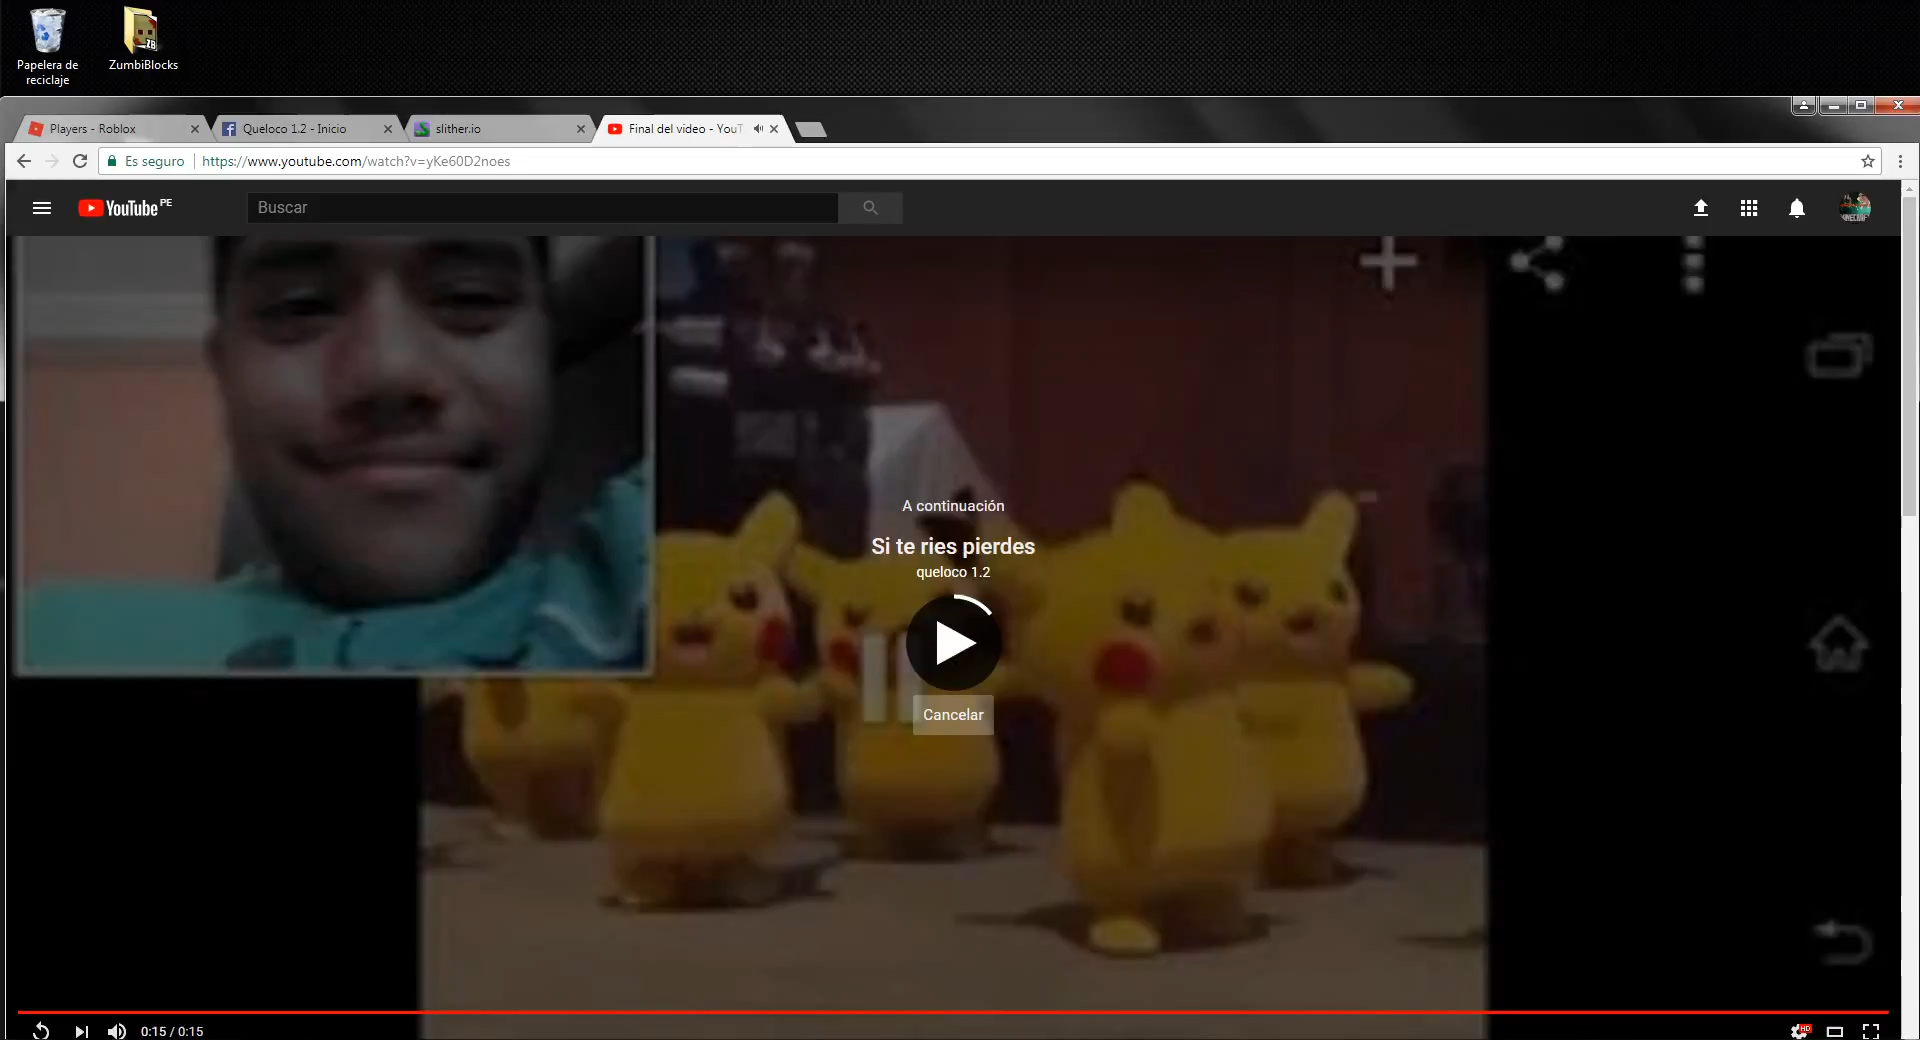 Papelera de
reciclaje
ZumbiBlocks
Players - Roblox
Queloco 1.2 - Inicio
slither.io
Final del video - YouT
Es seguro
https://www.youtube.com/watch?v=yKe60D2noes
YouTube PE
Buscar
A continuación
Si te ries pierdes
queloco 1.2
Cancelar
0:15 / 0:15
HD